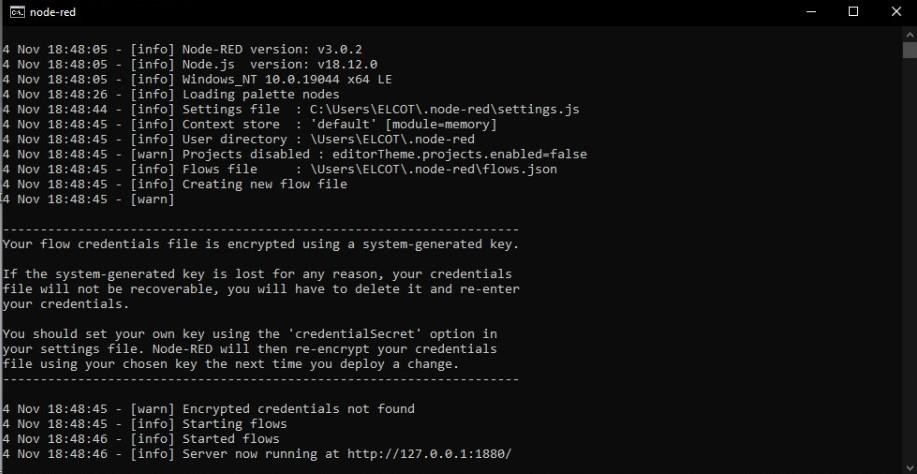 node-red
4 Nov 18:48:05 - [info] Node-RED version: v3.0.2
4 Nov 18:48:05 - [info] Node.js  version: v18.12.0
4 Nov 18:48:05 - [info] Windows_NT 10.0.19044 x64 LE
4 Nov 18:48:26 - [info] Loading palette nodes
4 Nov 18:48:44 - [info] Settings file  : C:\Users\ELCOT\.node-red\settings.js
4 Nov 18:48:45 - [info] Context store  : 'default' [module=memory]
4 Nov 18:48:45 - [info] User directory : \Users\ELCOT\.node-red
4 Nov 18:48:45 - [warn] Projects disabled : editorTheme.projects.enabled=false
4 Nov 18:48:45 - [info] Flows file     : \Users\ELCOT\.node-red\flows.json
4 Nov 18:48:45 - [info] Creating new flow file
4 Nov 18:48:45 - [warn]
---------------------------------------------------------------------
Your flow credentials file is encrypted using a system-generated key.
If the system-generated key is lost for any reason, your credentials
file will not be recoverable, you will have to delete it and re-enter
your credentials.
You should set your own key using the 'credentialSecret' option in
your settings file. Node-RED will then re-encrypt your credentials
file using your chosen key the next time you deploy a change.
---------------------------------------------------------------------
4 Nov 18:48:45 - [warn] Encrypted credentials not found
4 Nov 18:48:45 - [info] Starting flows
4 Nov 18:48:46 - [info] Started flows
4 Nov 18:48:46 - [info] Server now running at http://127.0.0.1:1880/